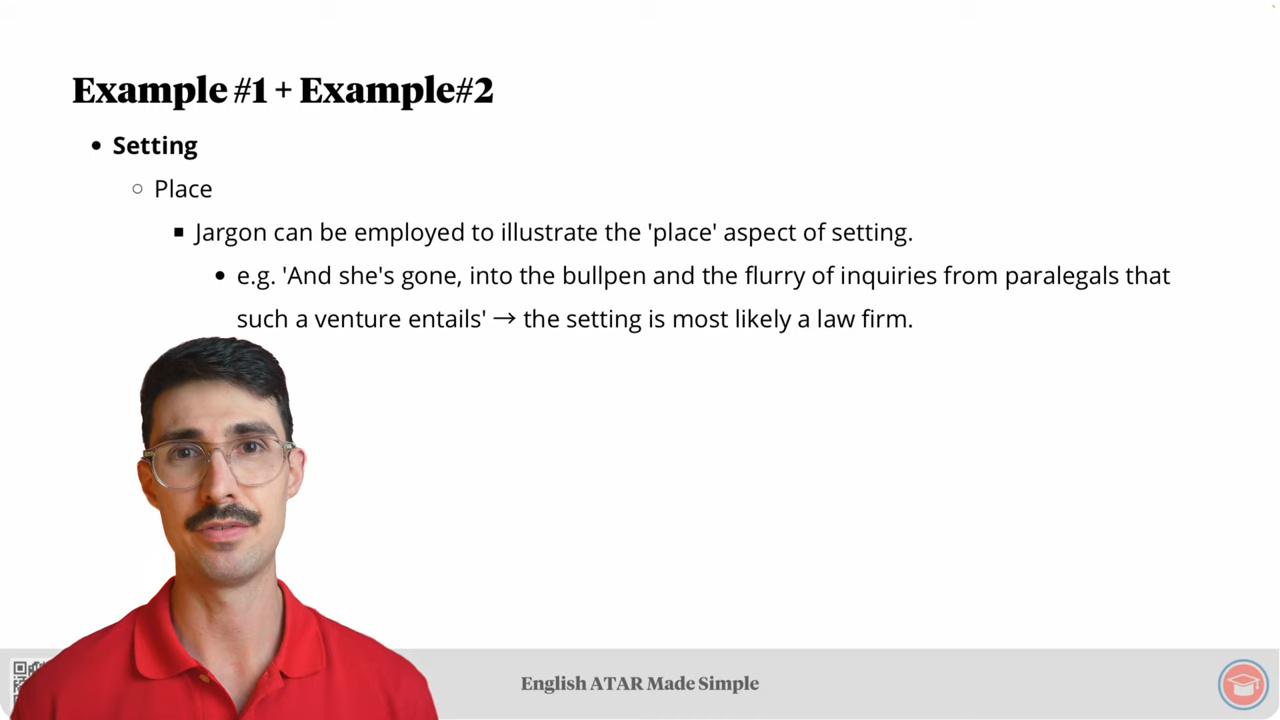 Example #1 + Example#2
Setting
Place
Jargon can be employed to illustrate the 'place' aspect of setting.
e.g. 'And she's gone, into the bullpen and the flurry of inquiries from paralegals that
such a venture entails' → the setting is most likely a law firm.
English ATAR Made Simple